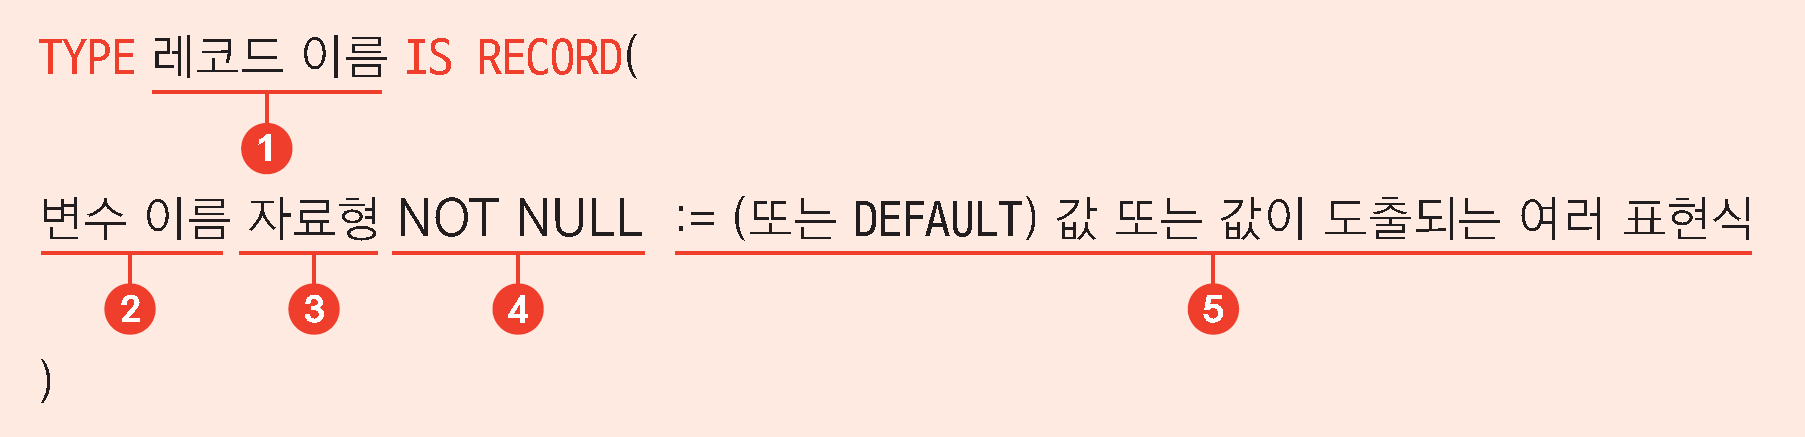 TYPE 레코드 이름 IS RECORD(
1
변수 이름 자료형 NOT NULL := (또는 DEFAULT) 값 또는 값이 도출되는 여러 표현식
2 3 4 5
)